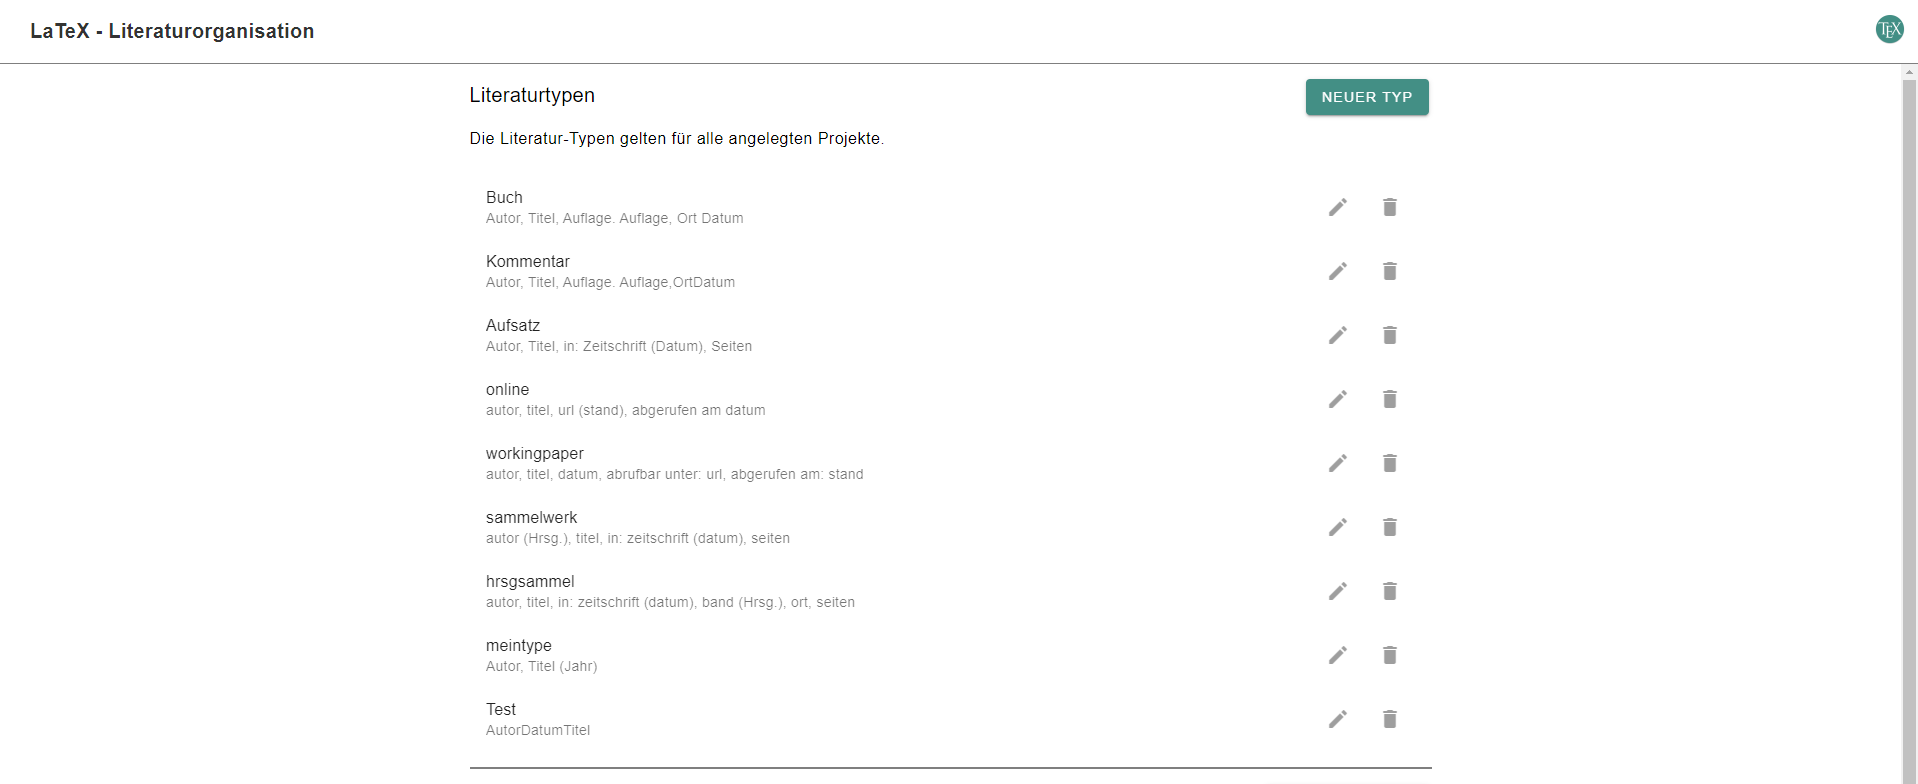 LaTeX - Literaturorganisation
TEX
Literaturtypen
NEUER TYP
Die Literatur-Typen gelten für alle angelegten Projekte.
Buch
Autor, Titel, Auflage. Auflage, Ort Datum
Kommentar
Autor, Titel, Auflage. Auflage,OrtDatum
Aufsatz
Autor, Titel, in: Zeitschrift (Datum), Seiten
online
autor, titel, url (stand), abgerufen am datum
workingpaper
autor, titel, datum, abrufbar unter: url, abgerufen am: stand
sammelwerk
autor (Hrsg.), titel, in: zeitschrift (datum), seiten
hrsgsammel
autor, titel, in: zeitschrift (datum), band (Hrsg.), ort, seiten
meintype
Autor, Titel (Jahr)
Test
AutorDatumTitel